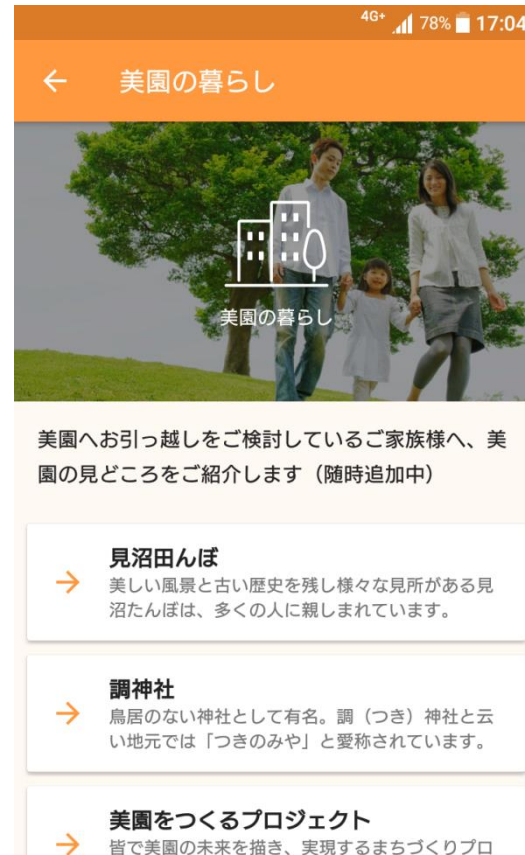 4G+ 78% 17:04
美園の暮らし
美園の暮らし
美園へお引っ越しをご検討しているご家族様へ、美
園の見どころをご紹介します（随時追加中）
見沼田んぼ
美しい風景と古い歴史を残し様々な見所がある見
沼たんぼは、多くの人に親しまれています。
調神社
鳥居のない神社として有名。調（つき）神社と云
い地元では「つきのみや」と愛称されています。
美園をつくるプロジェクト
皆で美園の未来を描き、実現するまちづくりプロ